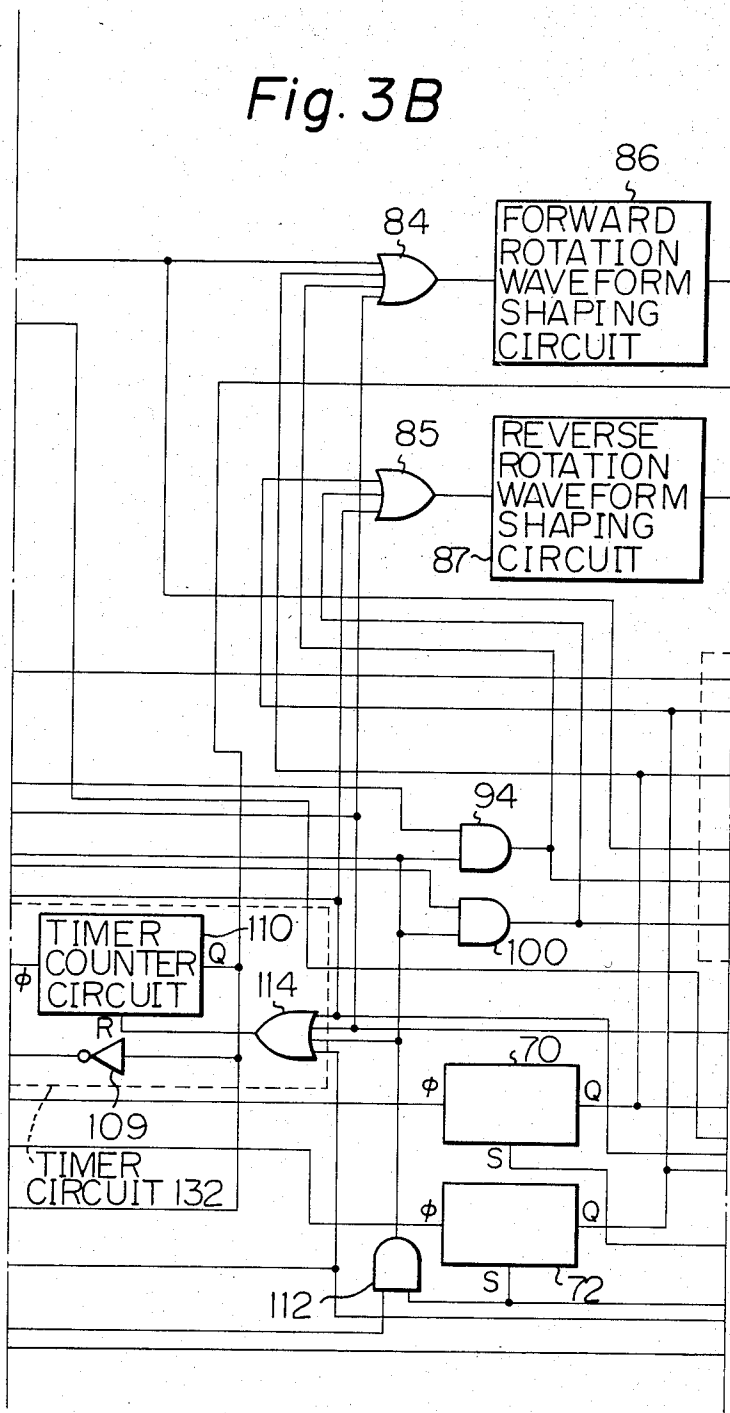 Fig. 3B
86
84
FORWARD
ROTATION
WAVEFORM
SHAPING
CIRCUIT
85
REVERSE
ROTATION
WAVEFORM
SHAPING
CIRCUIT
87
94
100
TIMER
COUNTER
CIRCUIT
110
ϕ
Q
R
114
109
TIMER
CIRCUIT 132
70
ϕ
Q
S
ϕ
Q
S
72
112